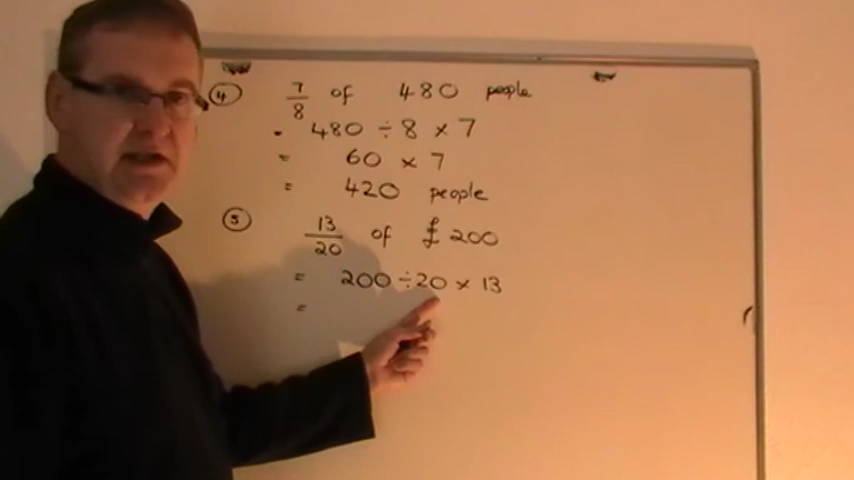 ④ 7/8 of 480 people
= 480 ÷ 8 × 7
= 60 × 7
= 420 people
⑤ 13/20 of £200
= 200 ÷ 20 × 13
=